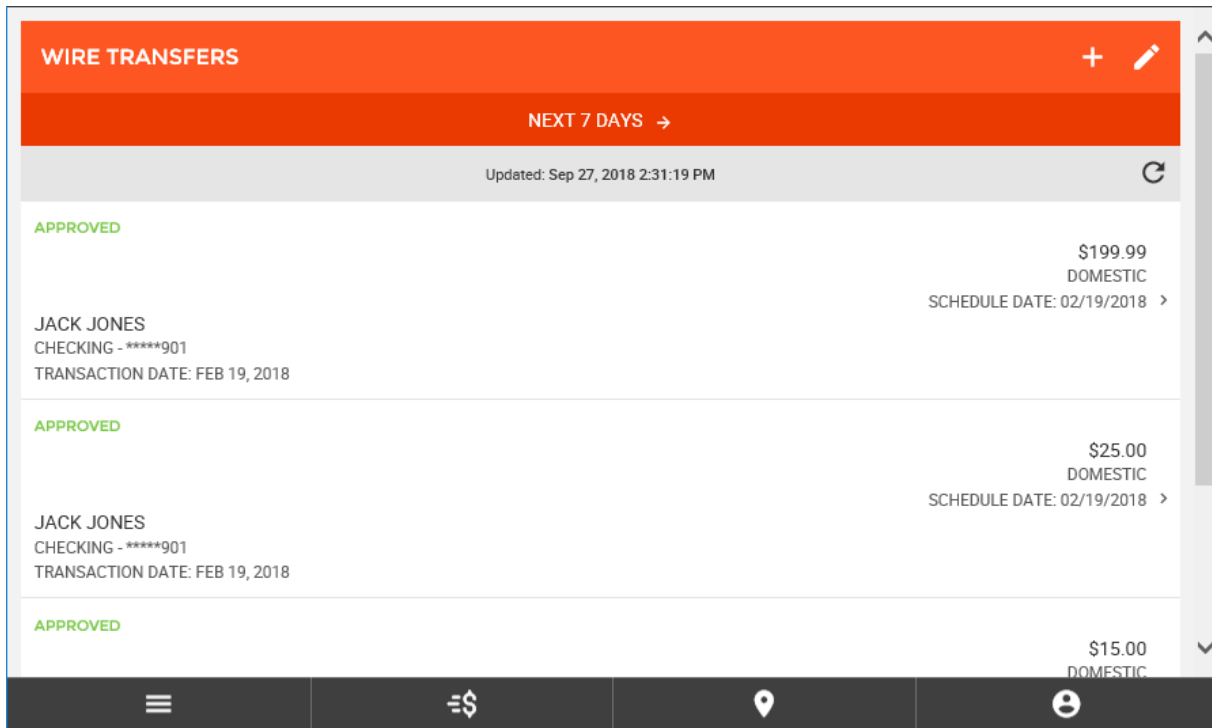 WIRE TRANSFERS
NEXT 7 DAYS
Updated: Sep 27, 2018 2:31:19 PM
APPROVED
$199.99
DOMESTIC
SCHEDULE DATE: 02/19/2018
JACK JONES
CHECKING - *****901
TRANSACTION DATE: FEB 19, 2018
APPROVED
$25.00
DOMESTIC
SCHEDULE DATE: 02/19/2018
JACK JONES
CHECKING - *****901
TRANSACTION DATE: FEB 19, 2018
APPROVED
$15.00
DOMESTIC